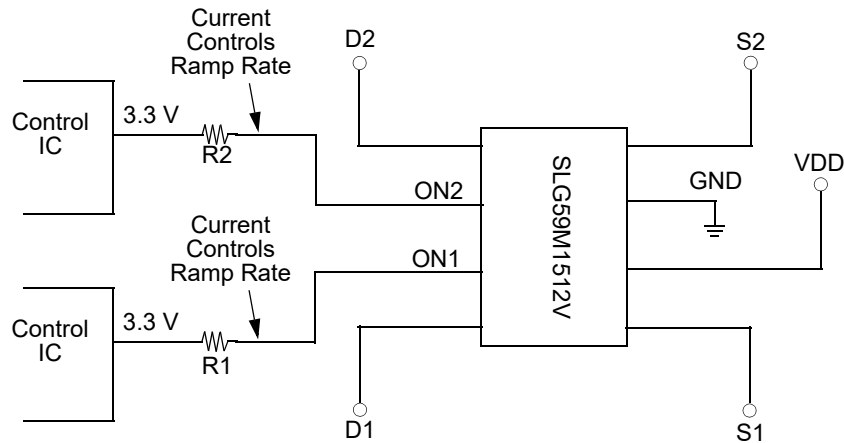 Current
Controls
Ramp Rate
D2
S2
Control
IC
3.3 V
R2
ON2
SLG59M1512V
GND
VDD
Current
Controls
Ramp Rate
ON1
Control
IC
3.3 V
R1
D1
S1